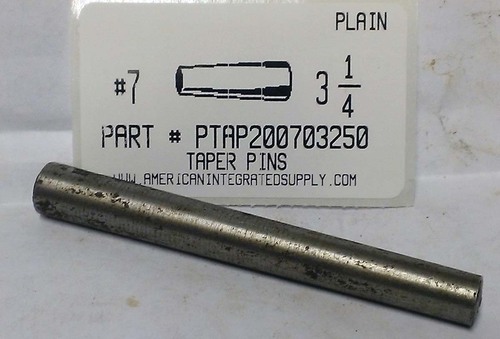 PLAIN
#7 3 1/4
PART # PTAP200703250
TAPER PINS
WWW.AMERICANINTEGRATEDSUPPLY.COM